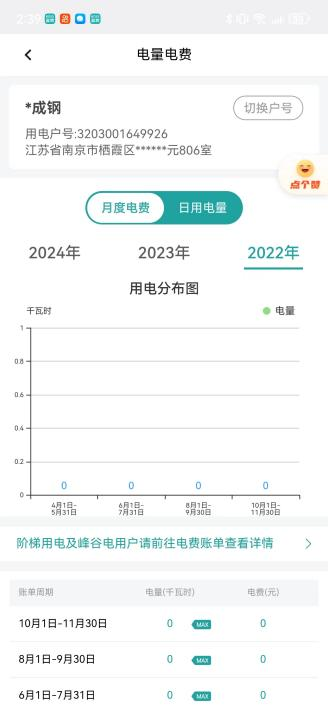 2:39
电量电费
*成钢
切换户号
用电户号:3203001649926
江苏省南京市栖霞区******元806室
点个赞
月度电费 日用电量
2024年 2023年 2022年
用电分布图
千瓦时 电量
1
0.8
0.6
0.4
0.2
0
0 0 0 0
4月1日- 6月1日- 8月1日- 10月1日-
5月31日 7月31日 9月30日 11月30日
阶梯用电及峰谷电用户请前往电费账单查看详情
账单周期 电量(千瓦时) 电费(元)
10月1日-11月30日 0 MAX 0
8月1日-9月30日 0 MAX 0
6月1日-7月31日 0 MAX 0